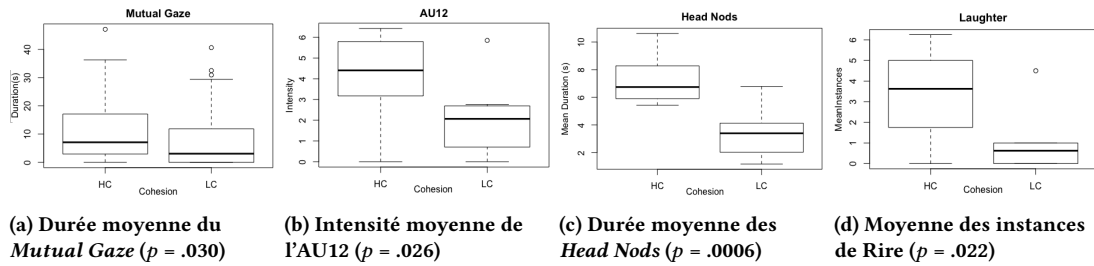 Mutual Gaze
Duration(s)
0
10
20
30
40
HC
LC
Cohesion
(a) Durée moyenne du
Mutual Gaze (p = .030)
AU12
Intensity
0
1
2
3
4
5
6
HC
LC
Cohesion
(b) Intensité moyenne de
l'AU12 (p = .026)
Head Nods
Mean Duration (s)
2
4
6
8
10
HC
LC
Cohesion
(c) Durée moyenne des
Head Nods (p = .0006)
Laughter
MeanInstances
0
1
2
3
4
5
6
HC
LC
Cohesion
(d) Moyenne des instances
de Rire (p = .022)